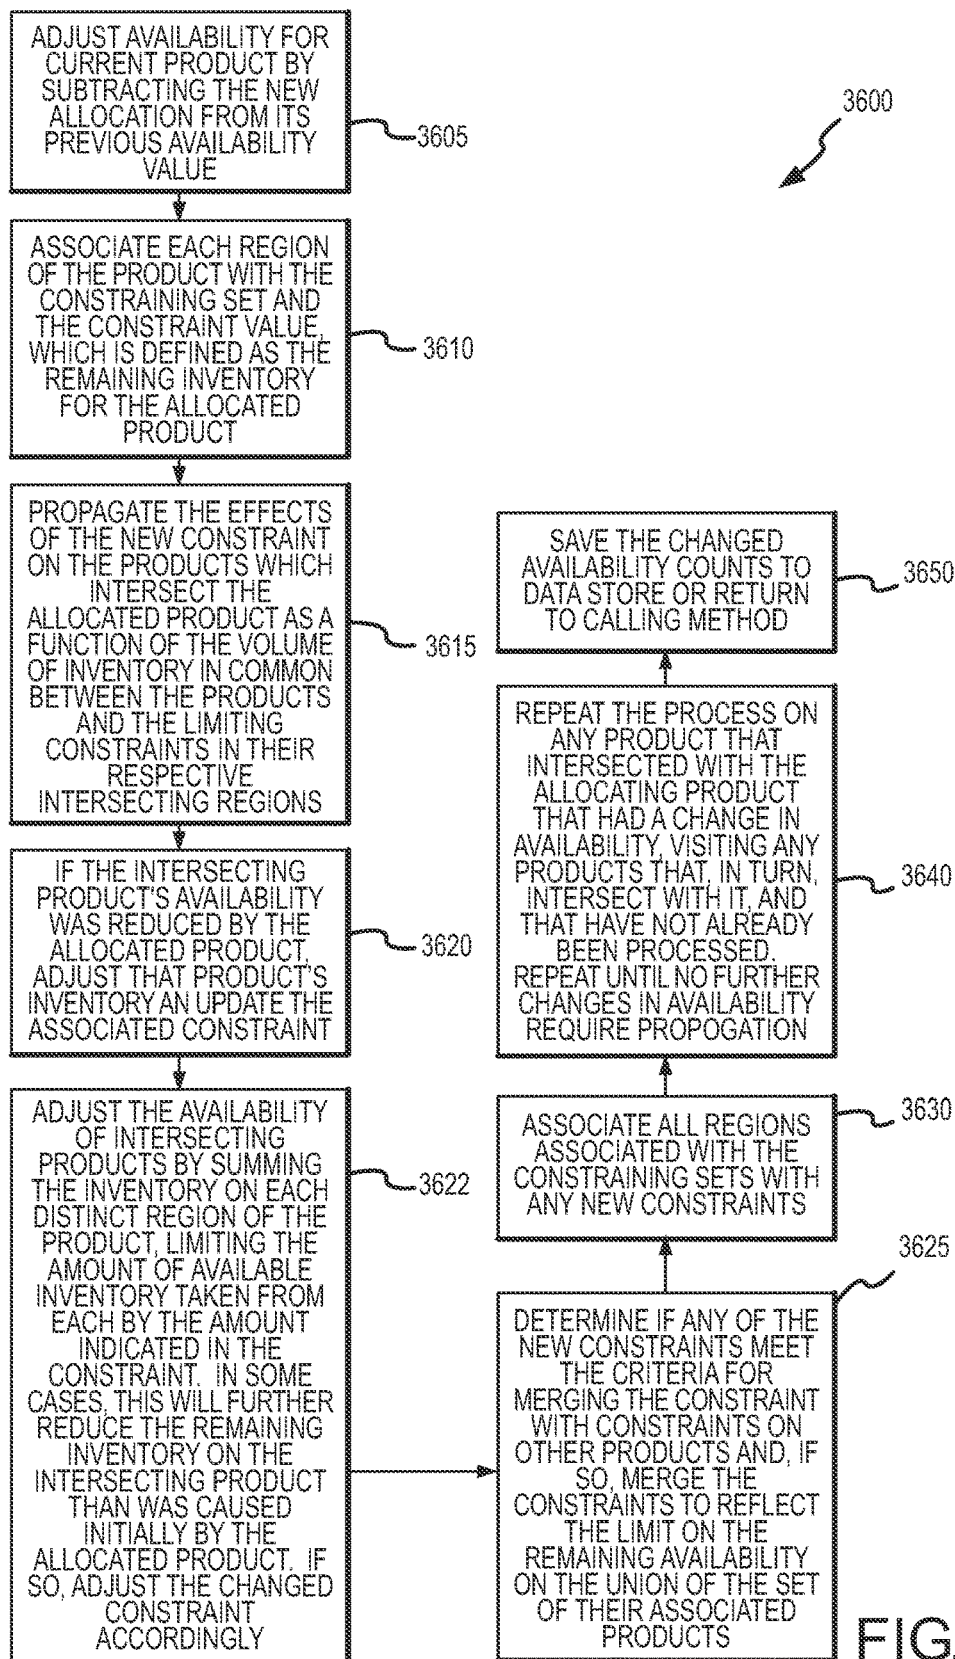 ADJUST AVAILABILITY FOR
CURRENT PRODUCT BY
SUBTRACTING THE NEW
ALLOCATION FROM ITS
PREVIOUS AVAILABILITY
VALUE
3605
3600
ASSOCIATE EACH REGION
OF THE PRODUCT WITH THE
CONSTRAINING SET AND
THE CONSTRAINT VALUE,
WHICH IS DEFINED AS THE
REMAINING INVENTORY
FOR THE ALLOCATED
PRODUCT
3610
PROPAGATE THE EFFECTS
OF THE NEW CONSTRAINT
ON THE PRODUCTS WHICH
INTERSECT THE
ALLOCATED PRODUCT AS A
FUNCTION OF THE VOLUME
OF INVENTORY IN COMMON
BETWEEN THE PRODUCTS
AND THE LIMITING
CONSTRAINTS IN THEIR
RESPECTIVE
INTERSECTING REGIONS
3615
IF THE INTERSECTING
PRODUCT'S AVAILABILITY
WAS REDUCED BY THE
ALLOCATED PRODUCT,
ADJUST THAT PRODUCT'S
INVENTORY AN UPDATE THE
ASSOCIATED CONSTRAINT
3620
ADJUST THE AVAILABILITY
OF INTERSECTING
PRODUCTS BY SUMMING
THE INVENTORY ON EACH
DISTINCT REGION OF THE
PRODUCT, LIMITING THE
AMOUNT OF AVAILABLE
INVENTORY TAKEN FROM
EACH BY THE AMOUNT
INDICATED IN THE
CONSTRAINT. IN SOME
CASES, THIS WILL FURTHER
REDUCE THE REMAINING
INVENTORY ON THE
INTERSECTING PRODUCT
THAN WAS CAUSED
INITIALLY BY THE
ALLOCATED PRODUCT. IF
SO, ADJUST THE CHANGED
CONSTRAINT
ACCORDINGLY
3622
DETERMINE IF ANY OF THE
NEW CONSTRAINTS MEET
THE CRITERIA FOR
MERGING THE CONSTRAINT
WITH CONSTRAINTS ON
OTHER PRODUCTS AND, IF
SO, MERGE THE
CONSTRAINTS TO REFLECT
THE LIMIT ON THE
REMAINING AVAILABILITY
ON THE UNION OF THE SET
OF THEIR ASSOCIATED
PRODUCTS
3625
ASSOCIATE ALL REGIONS
ASSOCIATED WITH THE
CONSTRAINING SETS WITH
ANY NEW CONSTRAINTS
3630
REPEAT THE PROCESS ON
ANY PRODUCT THAT
INTERSECTED WITH THE
ALLOCATING PRODUCT
THAT HAD A CHANGE IN
AVAILABILITY, VISITING ANY
PRODUCTS THAT, IN TURN,
INTERSECT WITH IT, AND
THAT HAVE NOT ALREADY
BEEN PROCESSED.
REPEAT UNTIL NO FURTHER
CHANGES IN AVAILABILITY
REQUIRE PROPOGATION
3640
SAVE THE CHANGED
AVAILABILITY COUNTS TO
DATA STORE OR RETURN
TO CALLING METHOD
3650
FIG.